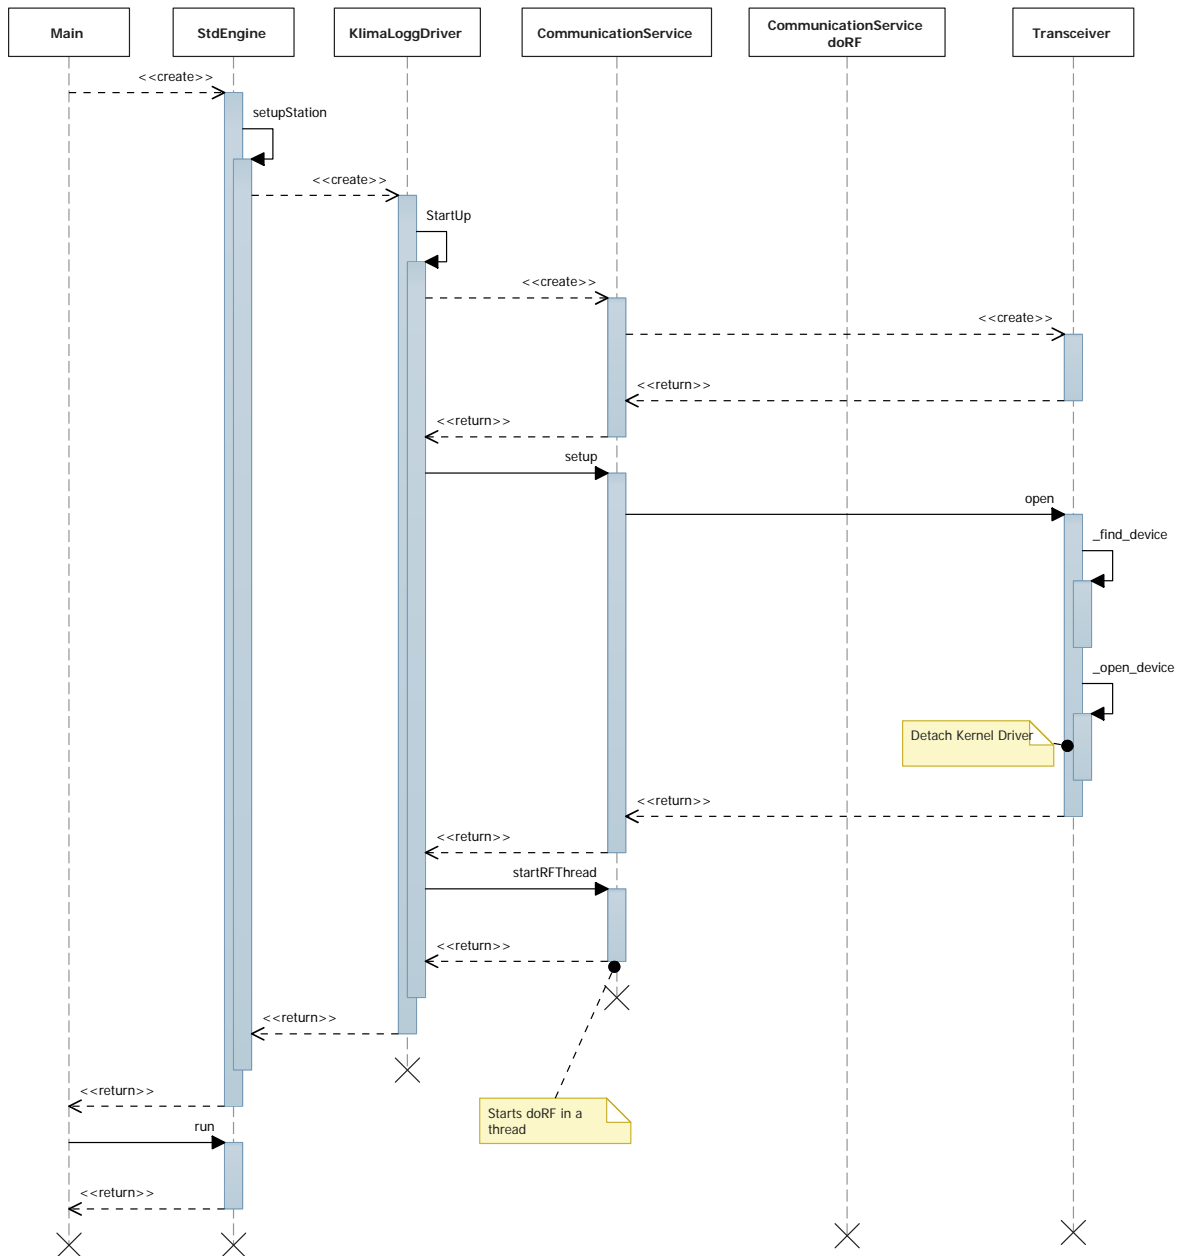 Main
StdEngine
KlimaLoggDriver
CommunicationService
CommunicationService
doRF
Transceiver
<<create>>
setupStation
<<create>>
StartUp
<<create>>
<<create>>
<<return>>
<<return>>
setup
open
_find_device
_open_device
Detach Kernel Driver
<<return>>
<<return>>
startRFThread
<<return>>
<<return>>
<<return>>
Starts doRF in a
thread
run
<<return>>